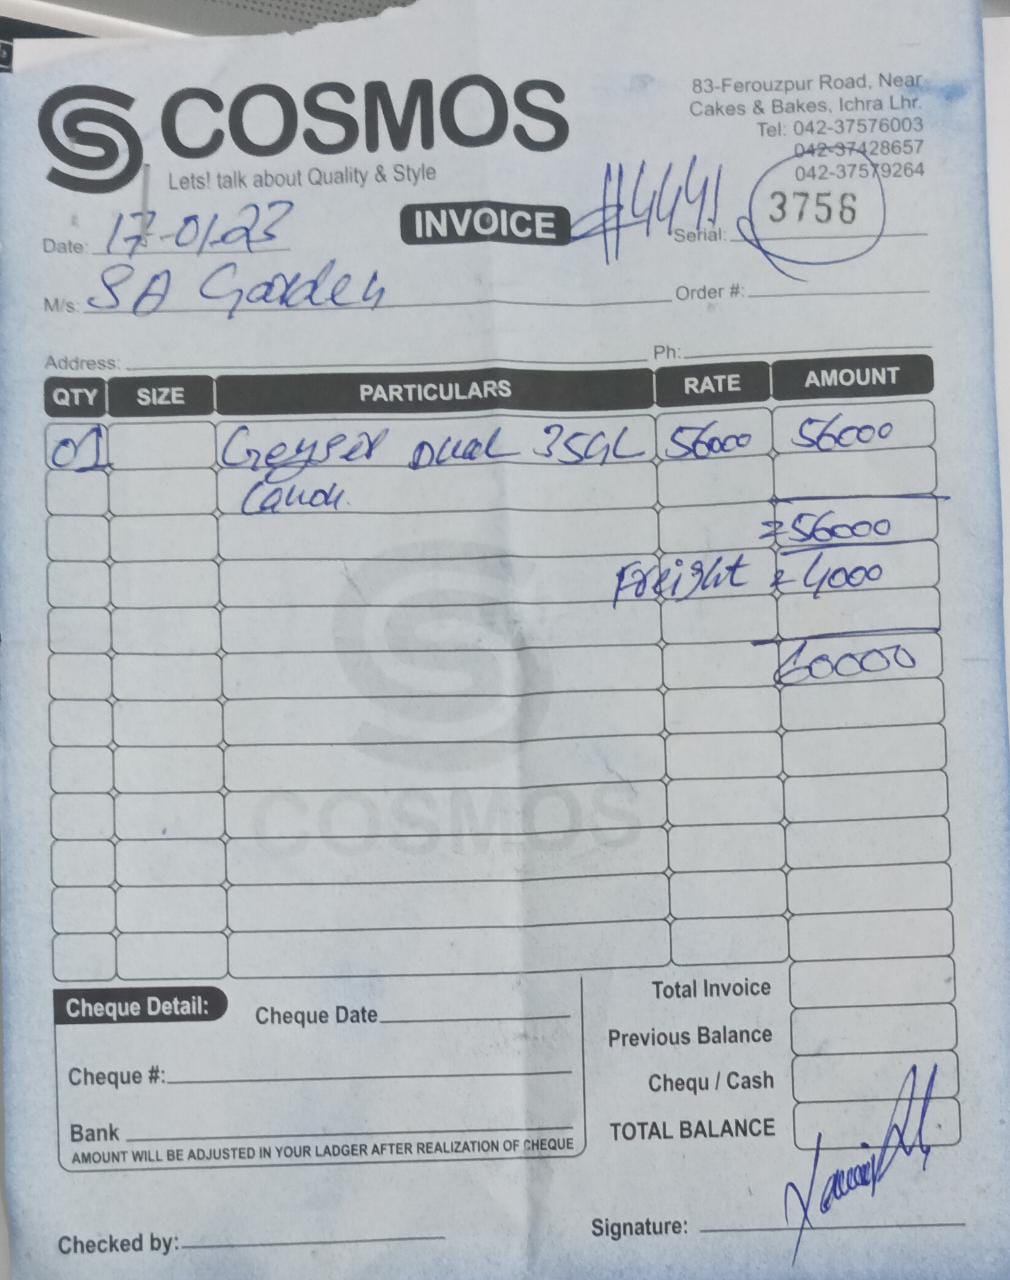 COSMOS
Lets! talk about Quality & Style
83-Ferouzpur Road, Near
Cakes & Bakes, Ichra Lhr.
Tel: 042-37576003
042-37428657
042-37579264
INVOICE
#4441
Serial: 3756
Date: 17-01-23
M/s: SA Garden
Order #:
Address:
Ph:
QTY SIZE PARTICULARS RATE AMOUNT
01 Geyser Dual 35GL 56000 56000
=56000
Freight = 4000
60000
COSMOS
Cheque Detail:
Cheque Date
Cheque #:
Bank
AMOUNT WILL BE ADJUSTED IN YOUR LADGER AFTER REALIZATION OF CHEQUE
Total Invoice
Previous Balance
Chequ / Cash
TOTAL BALANCE
Checked by:
Signature: